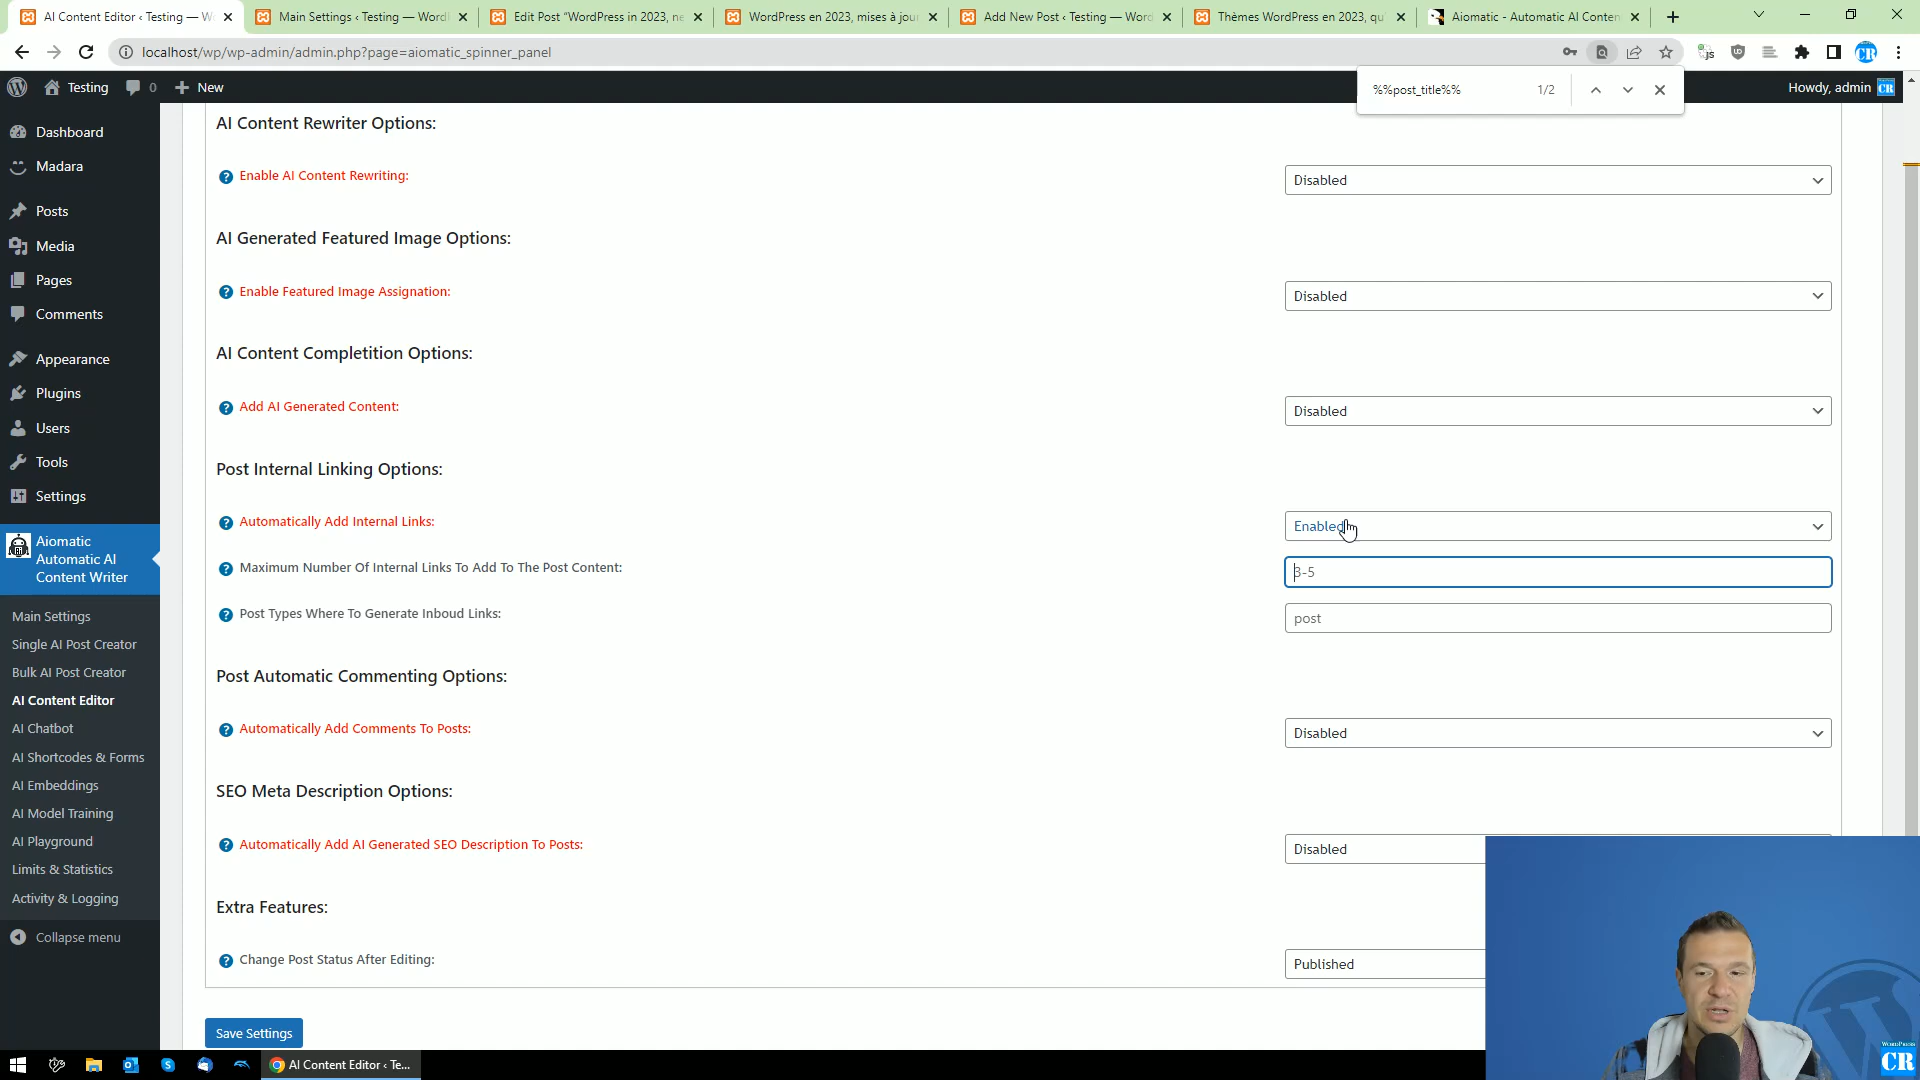 AI Content Editor ‹ Testing — W
Main Settings ‹ Testing — Word
Edit Post “WordPress in 2023, ne
WordPress en 2023, mises à jou
Add New Post ‹ Testing — Word
Thèmes WordPress en 2023, qu
Aiomatic - Automatic AI Conten
localhost/wp/wp-admin/admin.php?page=aiomatic_spinner_panel
Testing
0
New
%%post_title%%
1/2
Howdy, admin
Dashboard
Madara
Posts
Media
Pages
Comments
Appearance
Plugins
Users
Tools
Settings
Aiomatic
Automatic AI
Content Writer
Main Settings
Single AI Post Creator
Bulk AI Post Creator
AI Content Editor
AI Chatbot
AI Shortcodes & Forms
AI Embeddings
AI Model Training
AI Playground
Limits & Statistics
Activity & Logging
Collapse menu
AI Content Rewriter Options:
Enable AI Content Rewriting:
Disabled
AI Generated Featured Image Options:
Enable Featured Image Assignation:
Disabled
AI Content Completition Options:
Add AI Generated Content:
Disabled
Post Internal Linking Options:
Automatically Add Internal Links:
Enabled
Maximum Number Of Internal Links To Add To The Post Content:
3-5
Post Types Where To Generate Inboud Links:
post
Post Automatic Commenting Options:
Automatically Add Comments To Posts:
Disabled
SEO Meta Description Options:
Automatically Add AI Generated SEO Description To Posts:
Disabled
Extra Features:
Change Post Status After Editing:
Published
Save Settings
AI Content Editor ‹ Te...
WordPress
CR